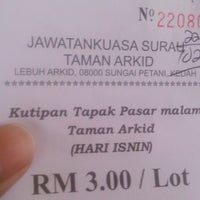 No 22080
JAWATANKUASA SURAU
TAMAN ARKID
LEBUH ARKID, 08000 SUNGAI PETANI, KEDAH
Kutipan Tapak Pasar malam
Taman Arkid
(HARI ISNIN)
RM 3.00 / Lot